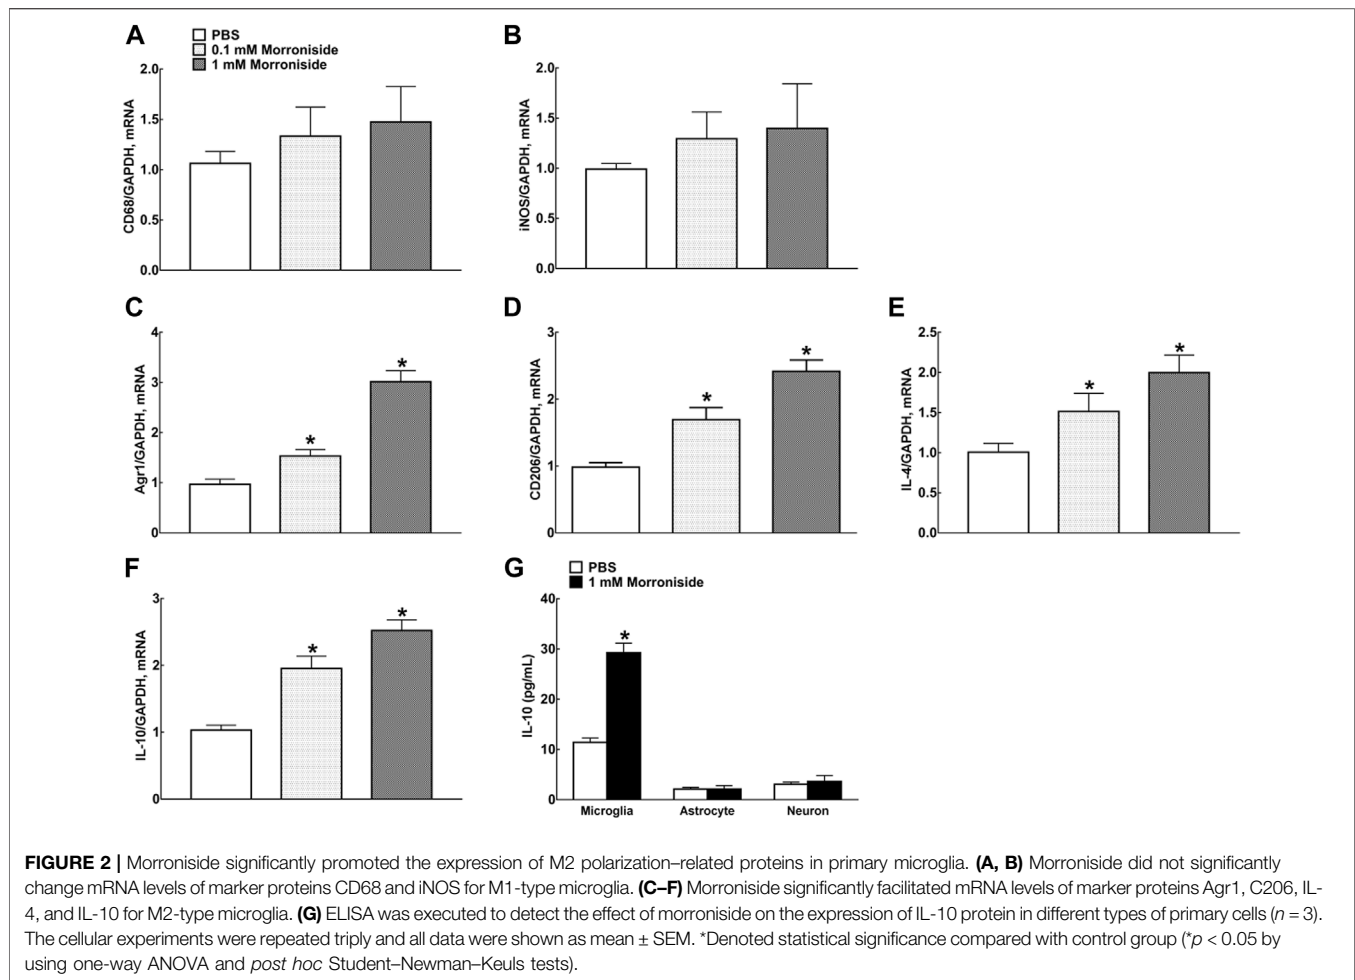 A
PBS
0.1 mM Morroniside
1 mM Morroniside
CD68/GAPDH, mRNA
2.0
1.5
1.0
0.5
0.0
B
iNOS/GAPDH, mRNA
2.0
1.5
1.0
0.5
0.0
C
Agr1/GAPDH, mRNA
4
3
2
1
0
*
*
D
CD206/GAPDH, mRNA
3
2
1
0
*
*
E
IL-4/GAPDH, mRNA
2.5
2.0
1.5
1.0
0.5
0.0
*
*
F
IL-10/GAPDH, mRNA
3
2
1
0
*
*
G
PBS
1 mM Morroniside
IL-10 (pg/mL)
40
30
20
10
0
*
Microglia Astrocyte Neuron
FIGURE 2 | Morroniside significantly promoted the expression of M2 polarization–related proteins in primary microglia. (A, B) Morroniside did not significantly
change mRNA levels of marker proteins CD68 and iNOS for M1-type microglia. (C–F) Morroniside significantly facilitated mRNA levels of marker proteins Agr1, C206, IL-
4, and IL-10 for M2-type microglia. (G) ELISA was executed to detect the effect of morroniside on the expression of IL-10 protein in different types of primary cells (n = 3).
The cellular experiments were repeated triply and all data were shown as mean ± SEM. *Denoted statistical significance compared with control group (*p < 0.05 by
using one-way ANOVA and post hoc Student–Newman–Keuls tests).